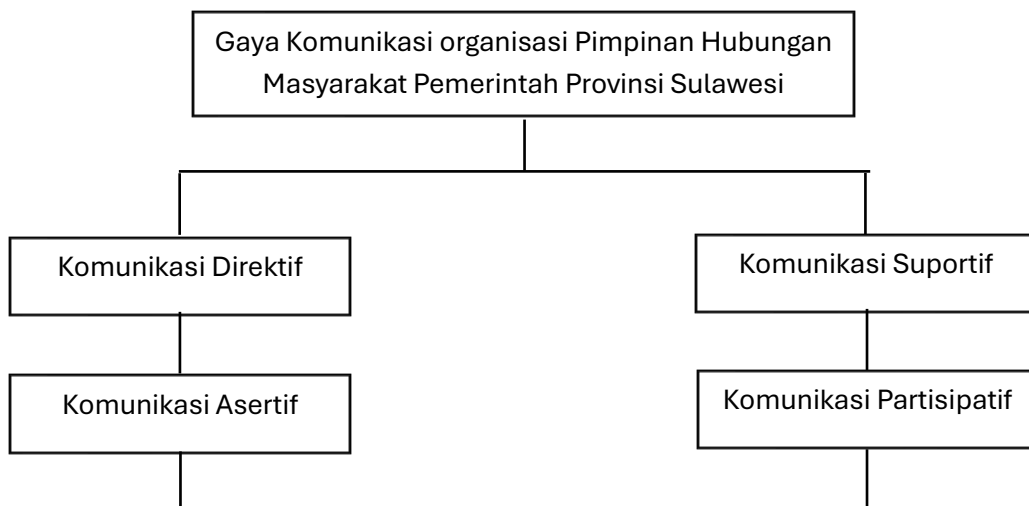 Gaya Komunikasi organisasi Pimpinan Hubungan
Masyarakat Pemerintah Provinsi Sulawesi
Komunikasi Direktif
Komunikasi Suportif
Komunikasi Asertif
Komunikasi Partisipatif